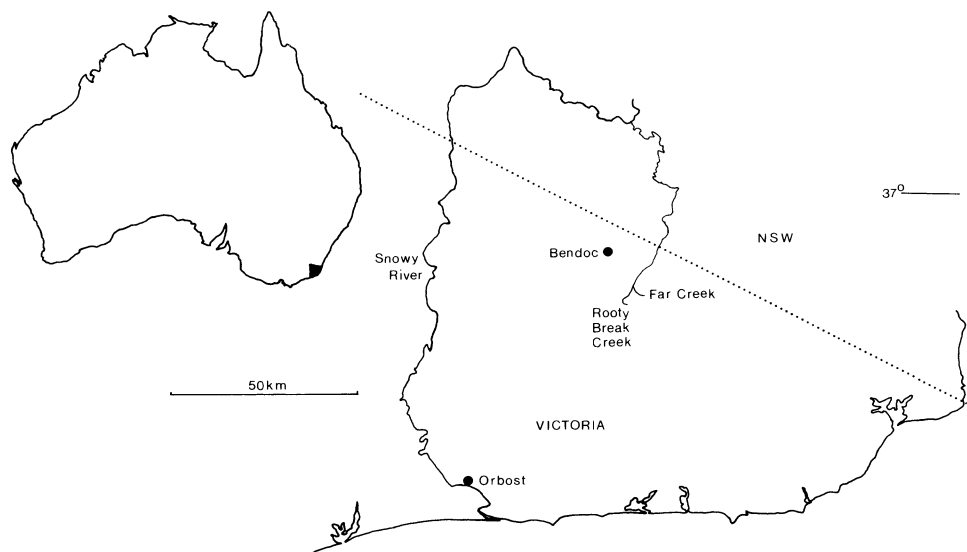 37°
NSW
Bendoc
Snowy
River
Far Creek
Rooty
Break
Creek
50km
VICTORIA
Orbost